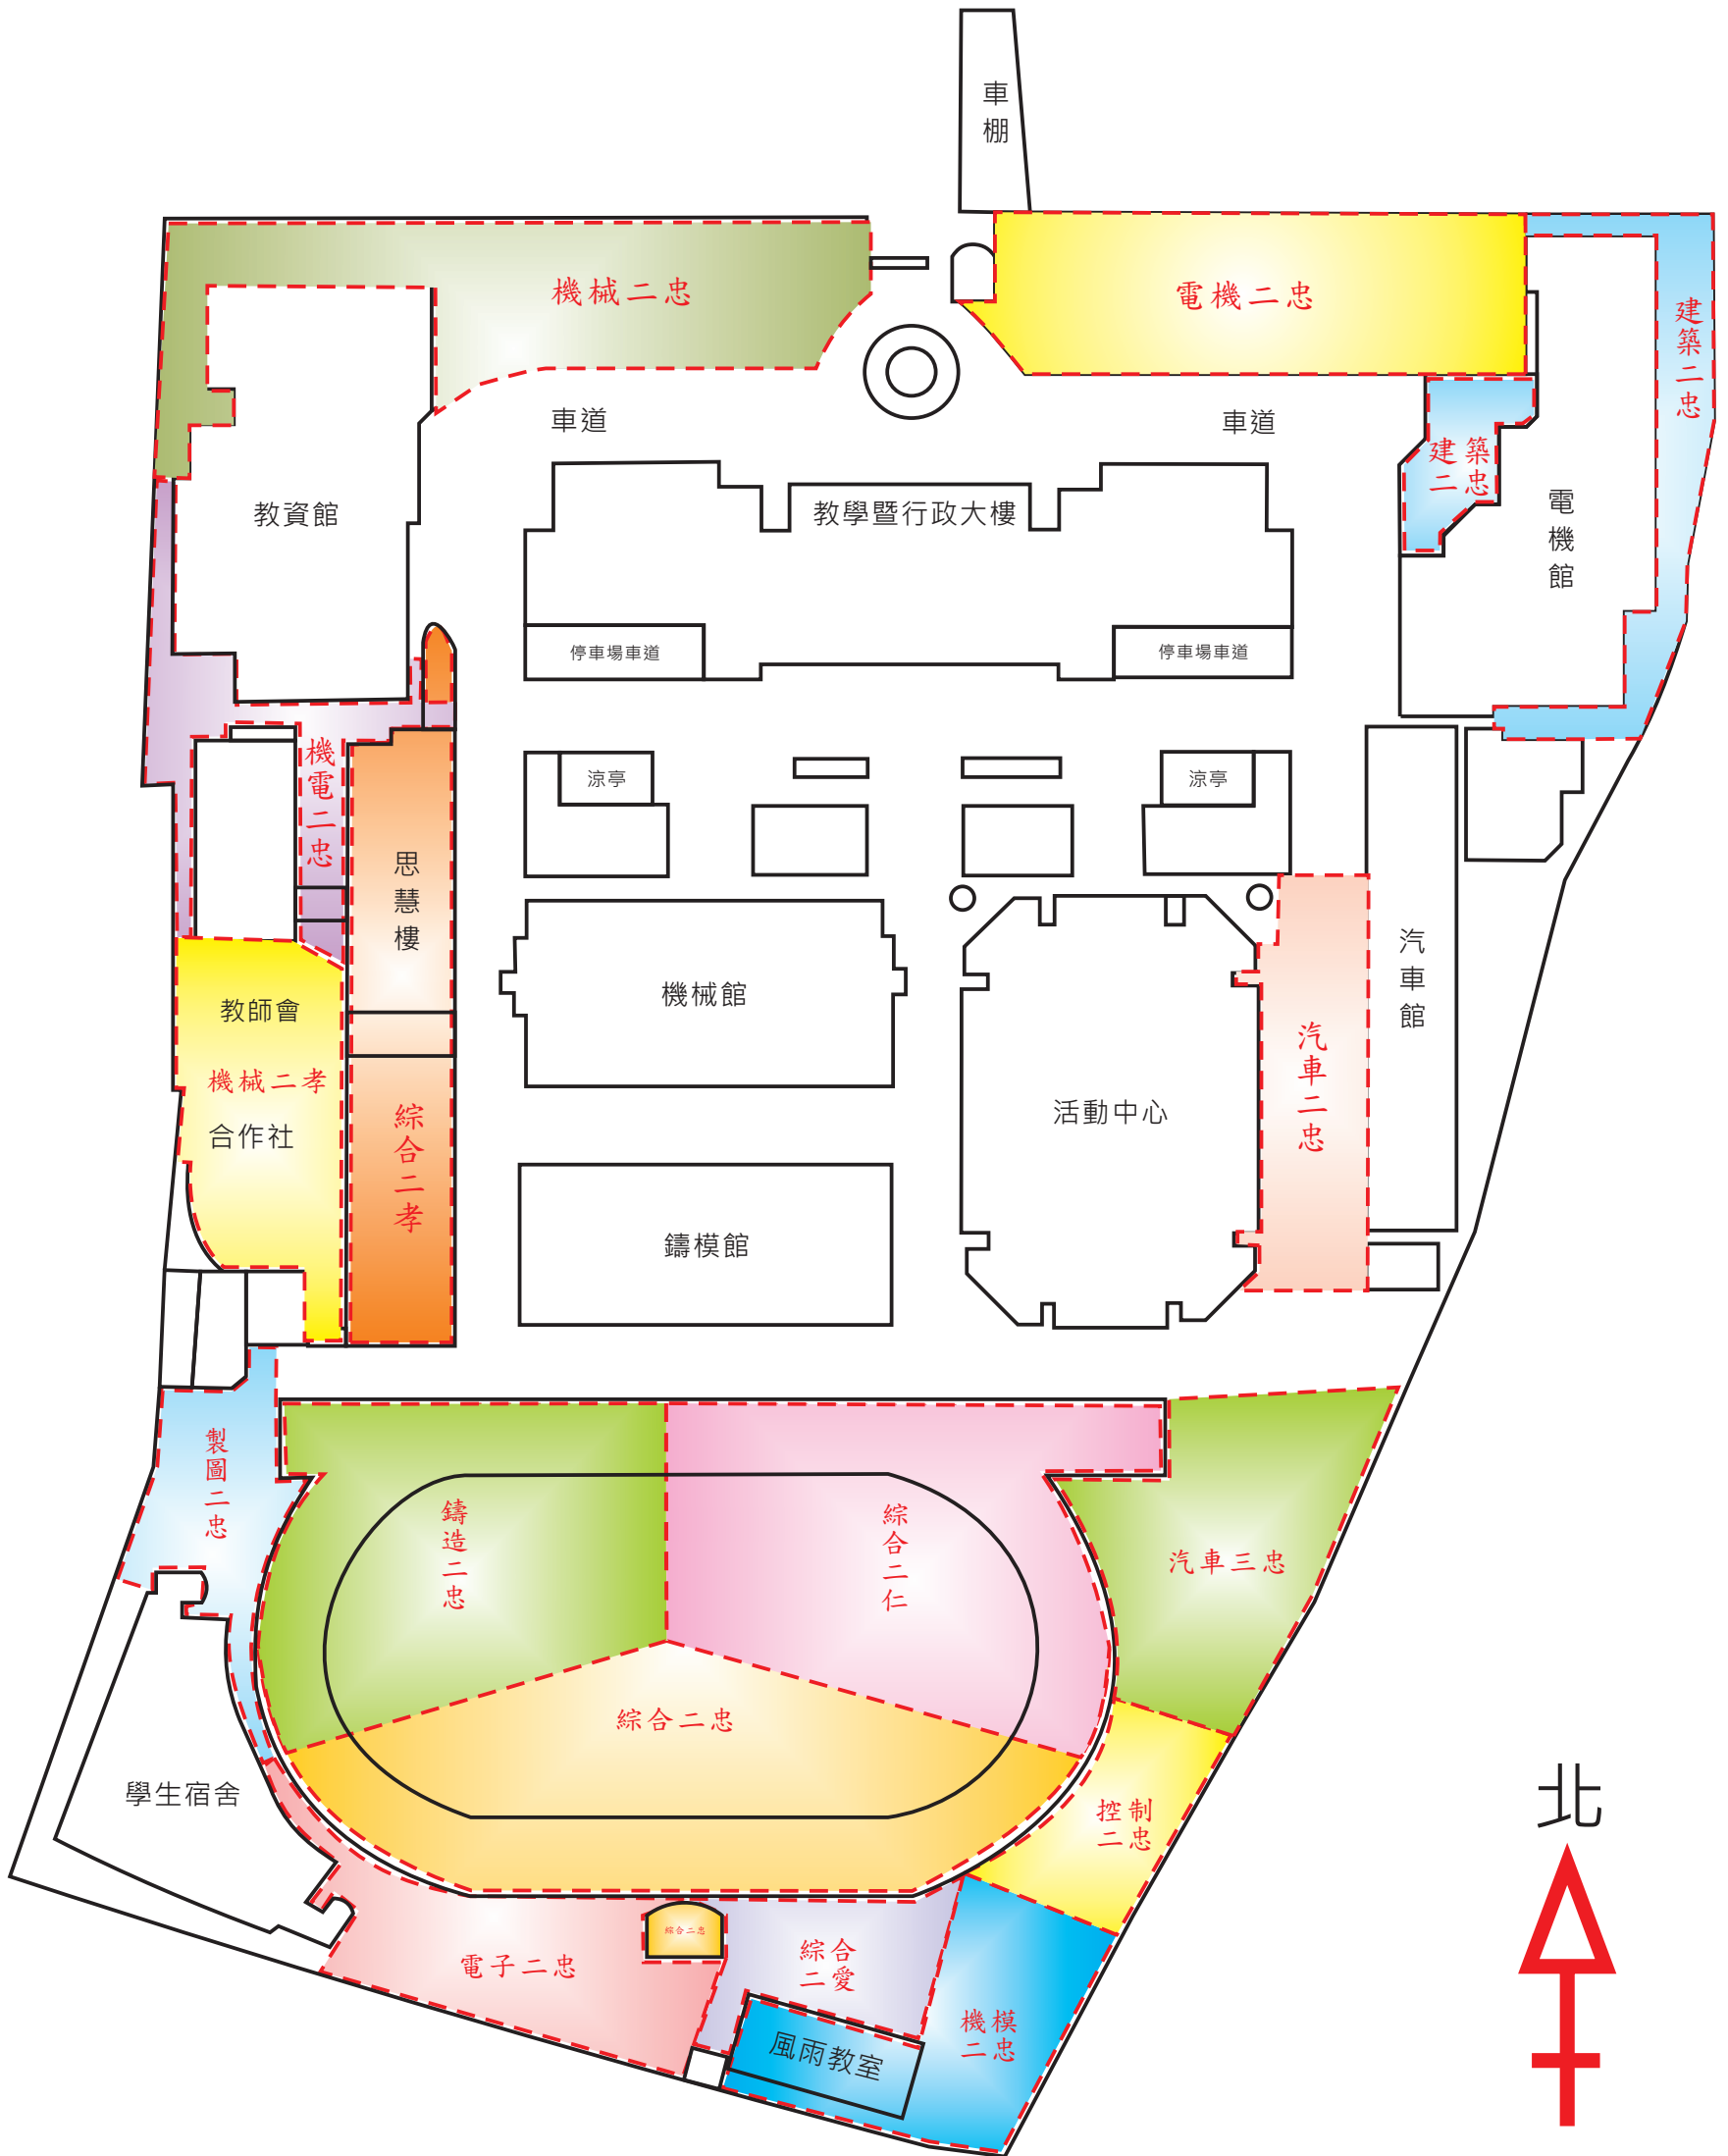 車棚
機械二忠
電機二忠
建築二忠
車道
車道
建築
二忠
教資館
教學暨行政大樓
電機館
停車場車道
停車場車道
機電二忠
涼亭
涼亭
思慧樓
汽車館
機械館
教師會
汽車二忠
機械二孝
綜合二孝
活動中心
合作社
鑄模館
製圖二忠
鑄造二忠
綜合二仁
汽車三忠
綜合二忠
學生宿舍
控制
二忠
北
綜合二忠
電子二忠
綜合
二愛
機模
二忠
風雨教室